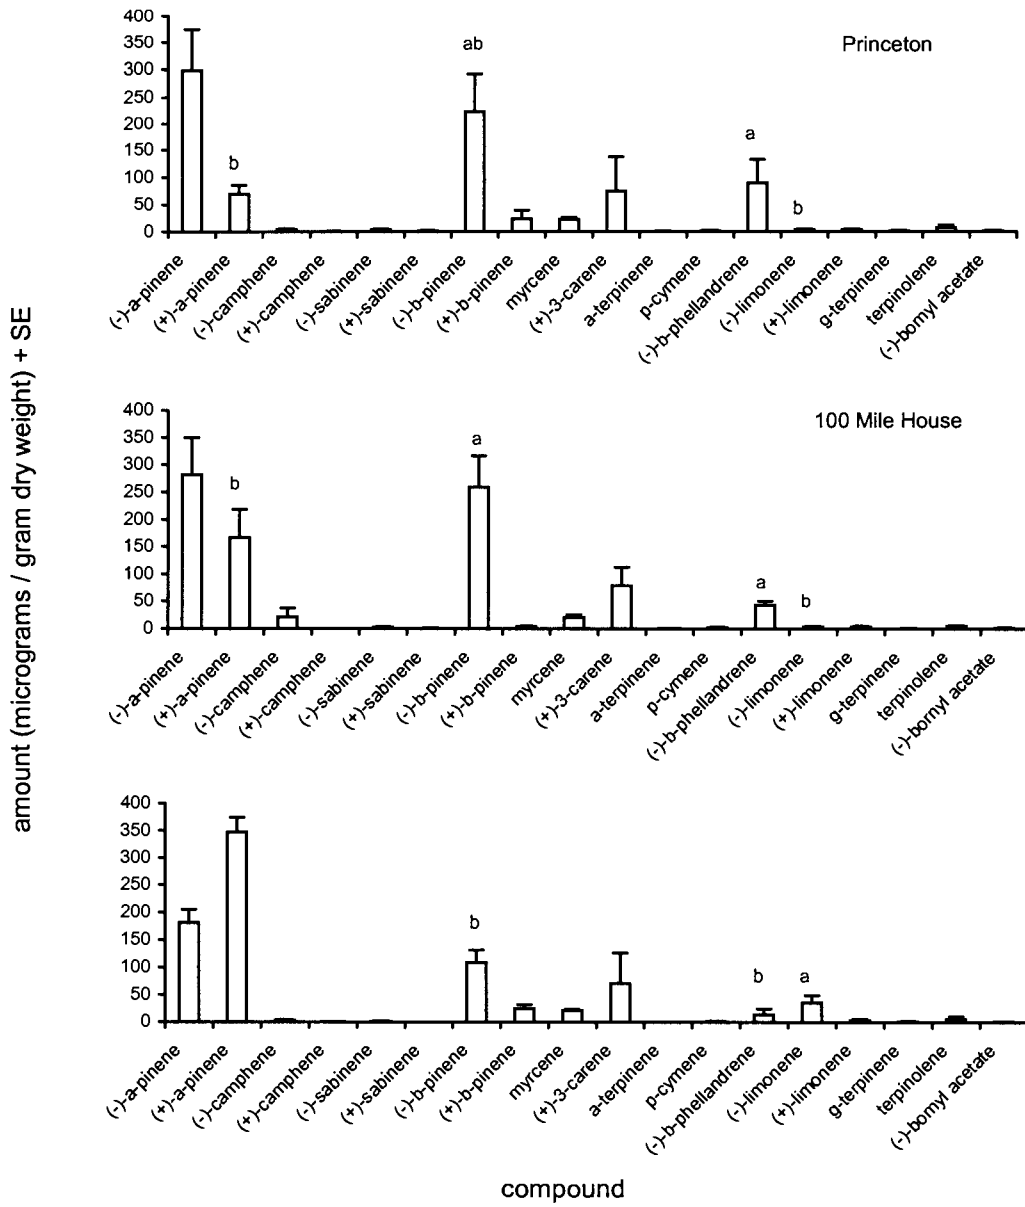 amount (micrograms / gram dry weight) + SE
Princeton
400
350
300
250
200
150
100
50
0
b
ab
a
b
(-)-a-pinene
(+)-a-pinene
(-)-camphene
(+)-camphene
(-)-sabinene
(+)-sabinene
(-)-b-pinene
(+)-b-pinene
myrcene
(+)-3-carene
a-terpinene
p-cymene
(-)-b-phellandrene
(-)-limonene
(+)-limonene
g-terpinene
terpinolene
(-)-bornyl acetate
100 Mile House
400
350
300
250
200
150
100
50
0
b
a
a
b
(-)-a-pinene
(+)-a-pinene
(-)-camphene
(+)-camphene
(-)-sabinene
(+)-sabinene
(-)-b-pinene
(+)-b-pinene
myrcene
(+)-3-carene
a-terpinene
p-cymene
(-)-b-phellandrene
(-)-limonene
(+)-limonene
g-terpinene
terpinolene
(-)-bornyl acetate
400
350
300
250
200
150
100
50
0
b
b
a
(-)-a-pinene
(+)-a-pinene
(-)-camphene
(+)-camphene
(-)-sabinene
(+)-sabinene
(-)-b-pinene
(+)-b-pinene
myrcene
(+)-3-carene
a-terpinene
p-cymene
(-)-b-phellandrene
(-)-limonene
(+)-limonene
g-terpinene
terpinolene
(-)-bornyl acetate
compound